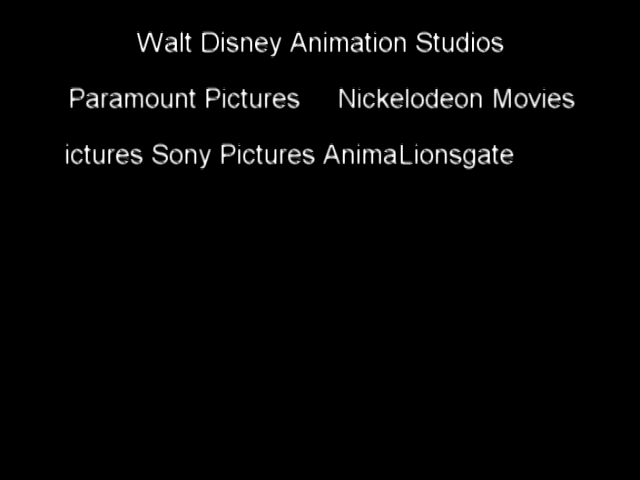 Walt Disney Animation Studios
Paramount Pictures Nickelodeon Movies
ictures Sony Pictures AnimaLionsgate